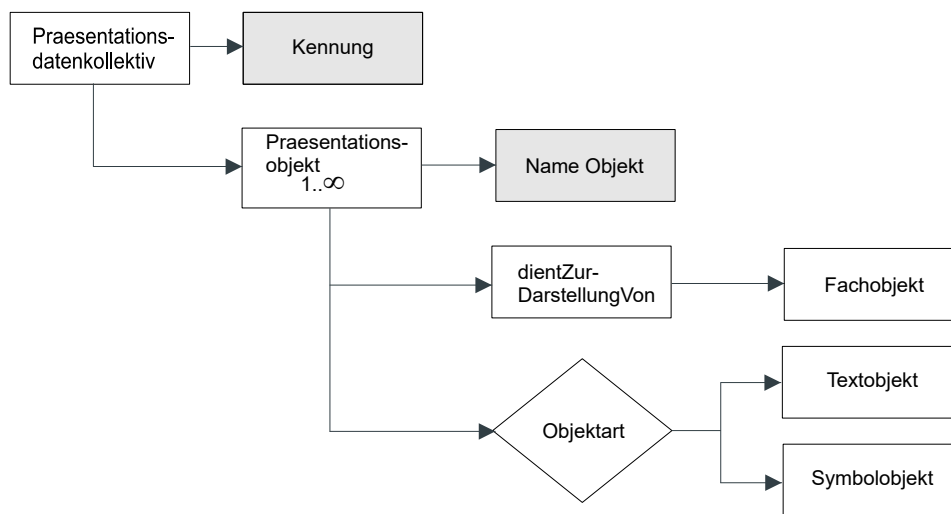 Praesentations-
datenkollektiv
Kennung
Praesentations-
objekt
1..∞
Name Objekt
dientZur-
DarstellungVon
Fachobjekt
Textobjekt
Objektart
Symbolobjekt